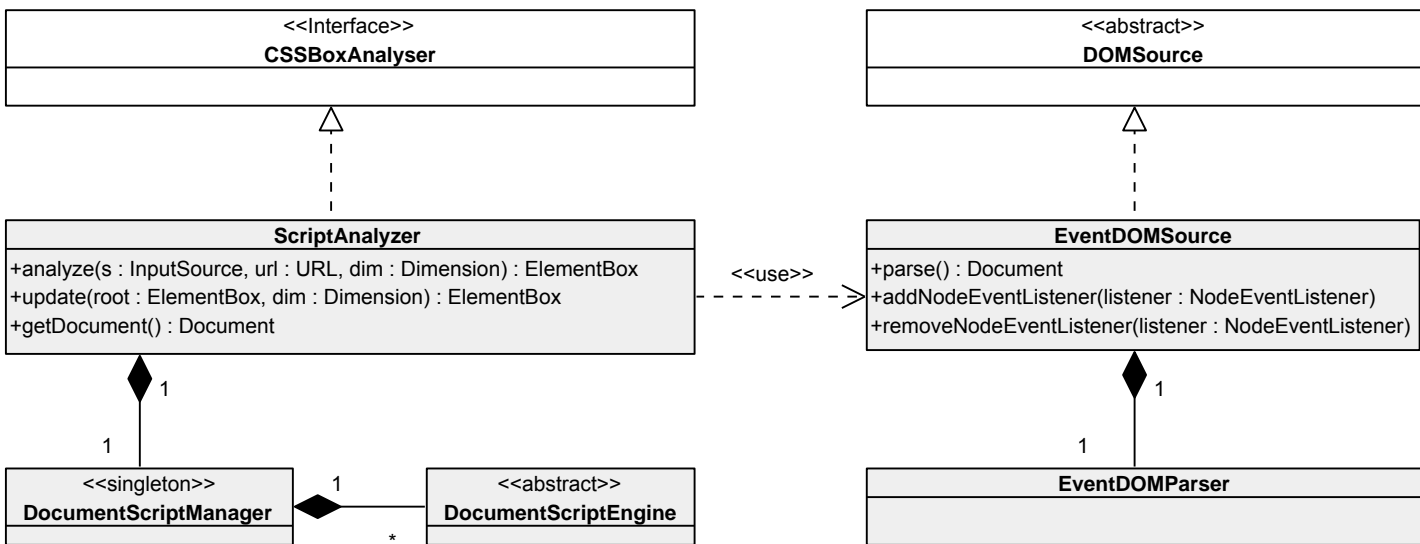 <<Interface>>
CSSBoxAnalyser
<<abstract>>
DOMSource
ScriptAnalyzer
+analyze(s : InputSource, url : URL, dim : Dimension) : ElementBox
+update(root : ElementBox, dim : Dimension) : ElementBox
+getDocument() : Document
<<use>>
EventDOMSource
+parse() : Document
+addNodeEventListener(listener : NodeEventListener)
+removeNodeEventListener(listener : NodeEventListener)
1
1
1
1
<<singleton>>
DocumentScriptManager
1
*
<<abstract>>
DocumentScriptEngine
EventDOMParser